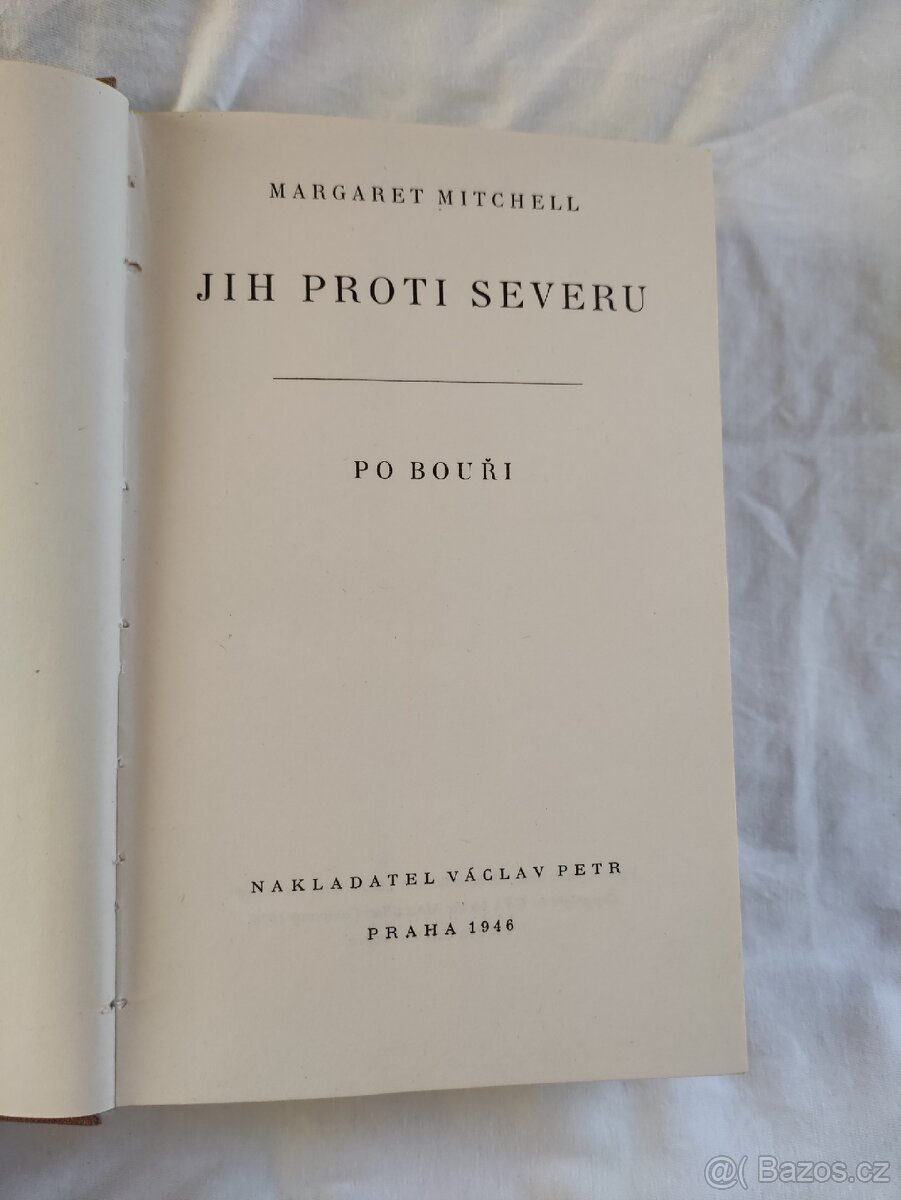 MARGARET MITCHELL
JIH PROTI SEVERU
PO BOUŘI
NAKLADATEL VÁCLAV PETR
PRAHA 1946
@( Bazos.cz